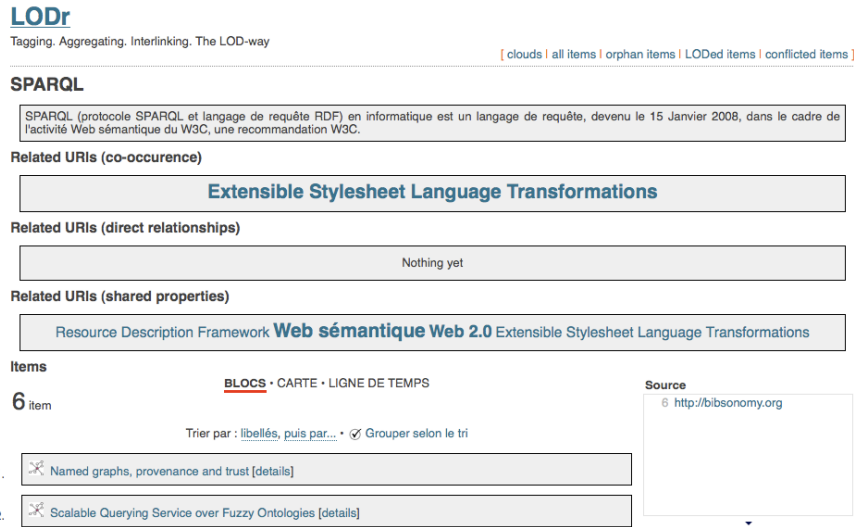 LODr
Tagging. Aggregating. Interlinking. The LOD-way
[ clouds | all items | orphan items | LODed items | conflicted items ]
SPARQL
SPARQL (protocole SPARQL et langage de requête RDF) en informatique est un langage de requête, devenu le 15 Janvier 2008, dans le cadre de
l'activité Web sémantique du W3C, une recommandation W3C.
Related URIs (co-occurence)
Extensible Stylesheet Language Transformations
Related URIs (direct relationships)
Nothing yet
Related URIs (shared properties)
Resource Description Framework Web sémantique Web 2.0 Extensible Stylesheet Language Transformations
Items
BLOCS • CARTE • LIGNE DE TEMPS
6 item
Trier par : libellés, puis par... • Grouper selon le tri
Source
6 http://bibsonomy.org
Named graphs, provenance and trust [details]
2. Scalable Querying Service over Fuzzy Ontologies [details]